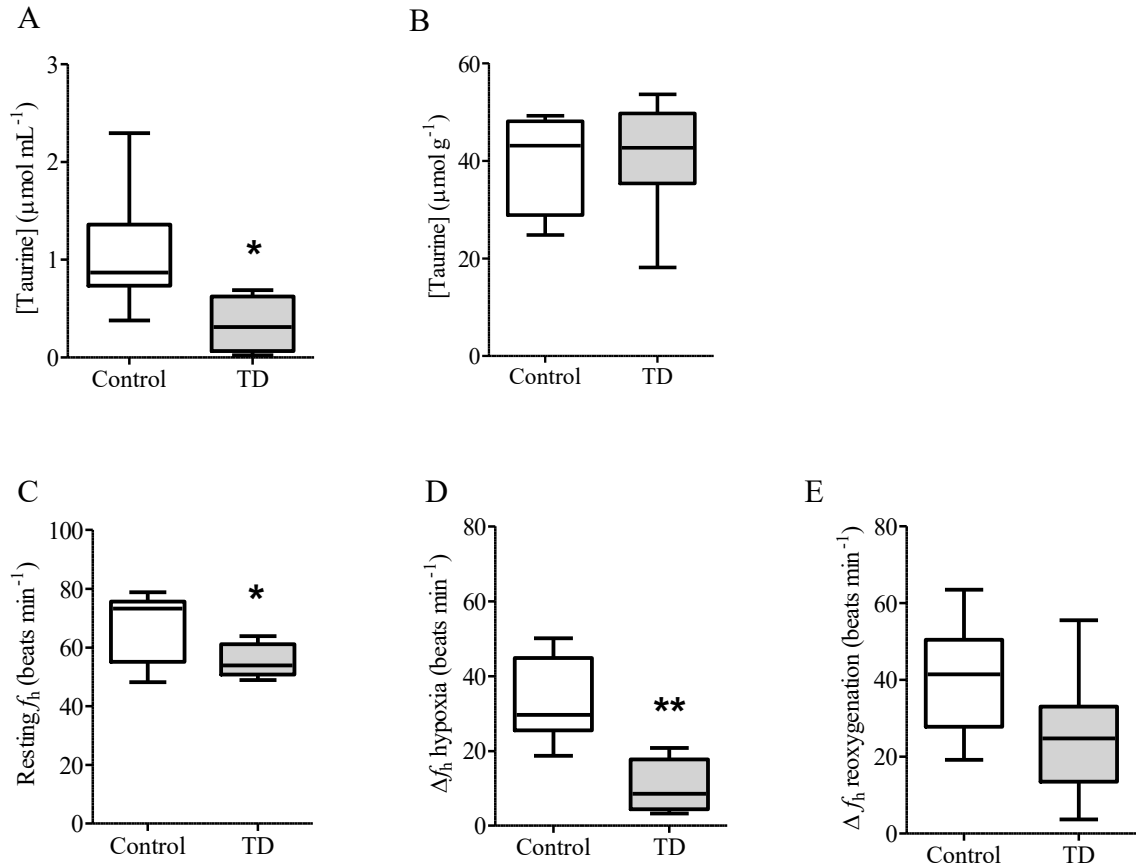 A
[Taurine] (μmol mL⁻¹)
3
2
1
0
*
Control
TD
B
[Taurine] (μmol g⁻¹)
60
40
20
0
Control
TD
C
Resting fh (beats min⁻¹)
100
80
60
40
20
0
*
Control
TD
D
Δfh hypoxia (beats min⁻¹)
80
60
40
20
0
**
Control
TD
E
Δ fh reoxygenation (beats min⁻¹)
80
60
40
20
0
Control
TD